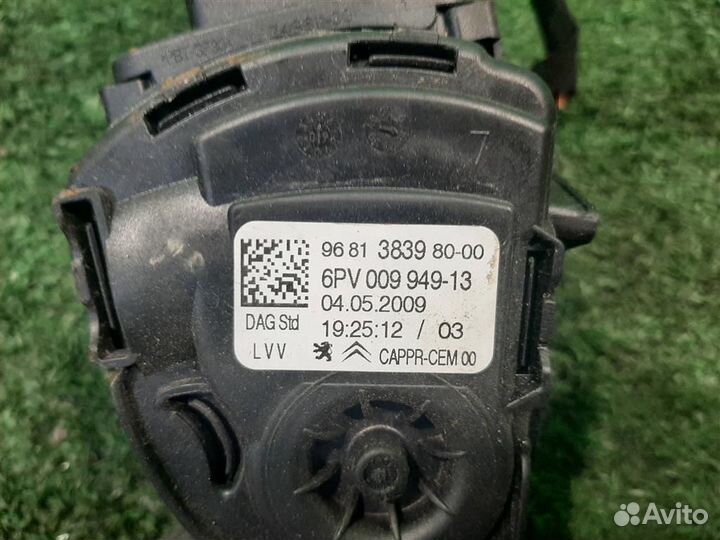 7
96 81 3839 80-00
6PV 009 949-13
04.05.2009
DAG Std
19:25:12 / 03
LVV
CAPPR-CEM 00
Avito